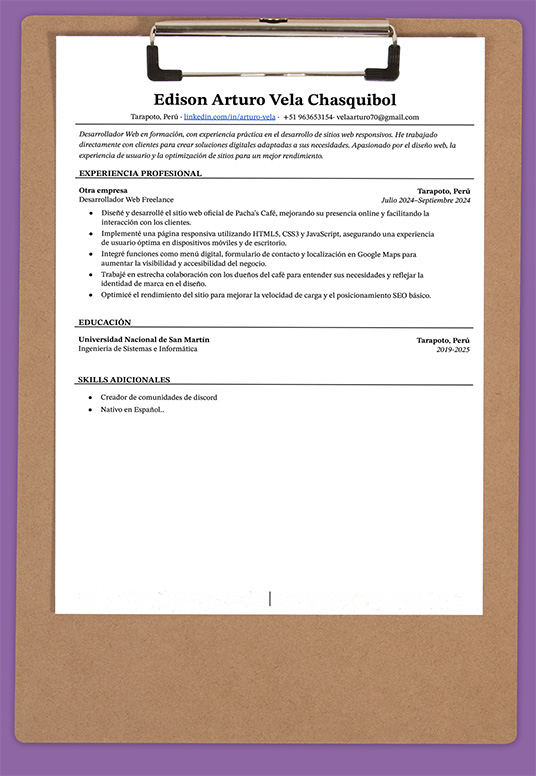 Edison Arturo Vela Chasquibol
Tarapoto, Perú · linkedin.com/in/arturo-vela · +51 963653154· velaarturo70@gmail.com
Desarrollador Web en formación, con experiencia práctica en el desarrollo de sitios web responsivos. He trabajado
directamente con clientes para crear soluciones digitales adaptadas a sus necesidades. Apasionado por el diseño web, la
experiencia de usuario y la optimización de sitios para un mejor rendimiento.
EXPERIENCIA PROFESIONAL
Otra empresa Tarapoto, Perú
Desarrollador Web Freelance Julio 2024–Septiembre 2024
● Diseñé y desarrollé el sitio web oficial de Pacha's Café, mejorando su presencia online y facilitando la
interacción con los clientes.
● Implementé una página responsiva utilizando HTML5, CSS3 y JavaScript, asegurando una experiencia
de usuario óptima en dispositivos móviles y de escritorio.
● Integré funciones como menú digital, formulario de contacto y localización en Google Maps para
aumentar la visibilidad y accesibilidad del negocio.
● Trabajé en estrecha colaboración con los dueños del café para entender sus necesidades y reflejar la
identidad de marca en el diseño.
● Optimicé el rendimiento del sitio para mejorar la velocidad de carga y el posicionamiento SEO básico.
EDUCACIÓN
Universidad Nacional de San Martín Tarapoto, Perú
Ingeniería de Sistemas e Informática 2019-2025
SKILLS ADICIONALES
● Creador de comunidades de discord
● Nativo en Español..